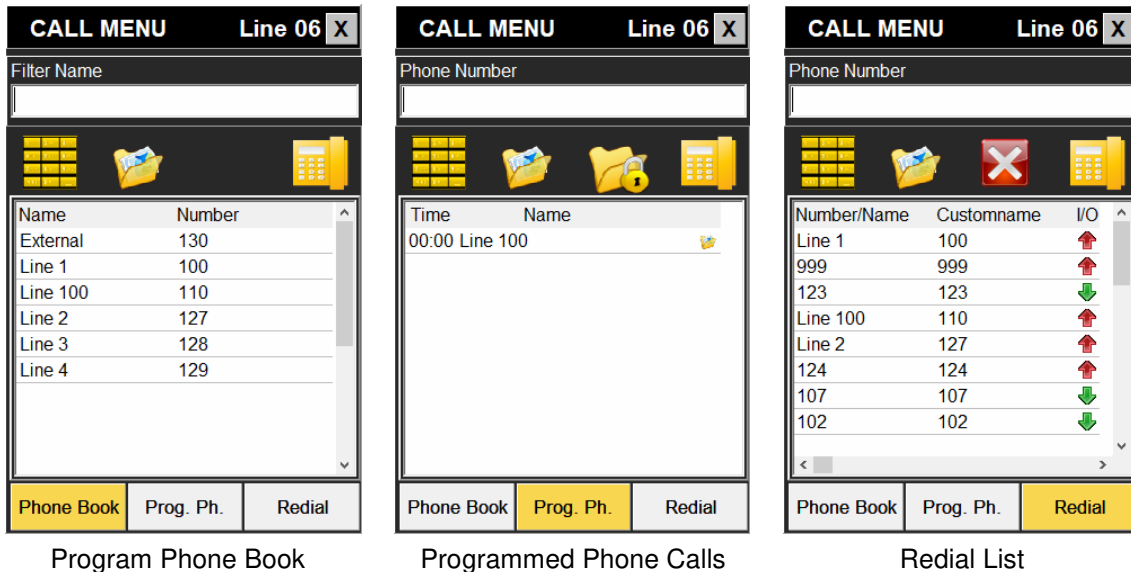 CALL MENU Line 06 X
Filter Name
Name Number
External 130
Line 1 100
Line 100 110
Line 2 127
Line 3 128
Line 4 129
Phone Book Prog. Ph. Redial
Program Phone Book
CALL MENU Line 06 X
Phone Number
Time Name
00:00 Line 100
Phone Book Prog. Ph. Redial
Programmed Phone Calls
CALL MENU Line 06 X
Phone Number
Number/Name Customname I/O
Line 1 100
999 999
123 123
Line 100 110
Line 2 127
124 124
107 107
102 102
Phone Book Prog. Ph. Redial
Redial List